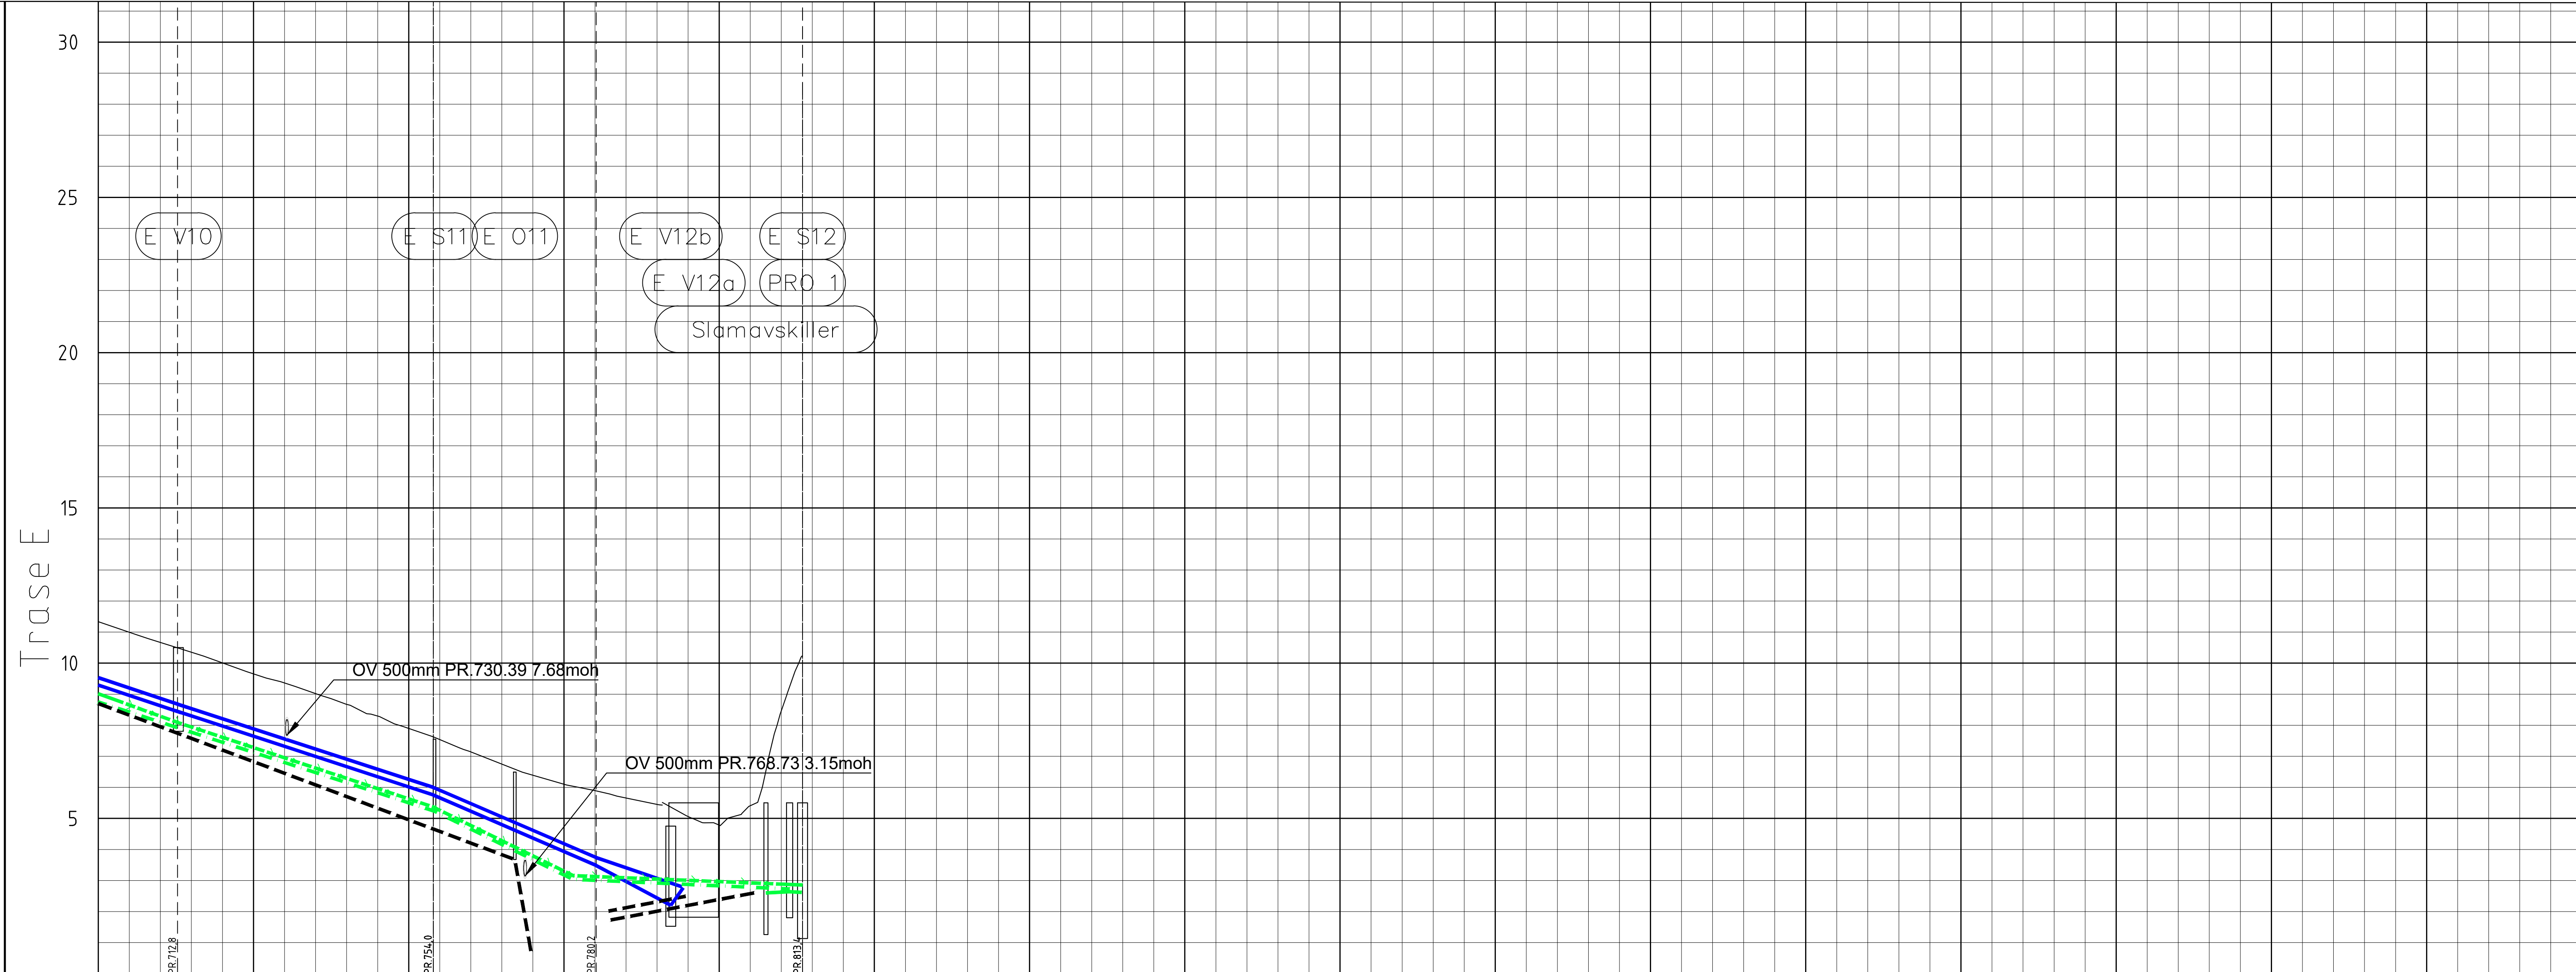 30
25
20
15
10
5
Trase E
E V10
E S11
E O11
E V12b
E S12
E V12a
PRO 1
Slamavskiller
OV 500mm PR.730.39 7.68moh
OV 500mm PR.768.73 3.15moh
PR.712.8
PR.754.0
PR.780.2
PR.813.4